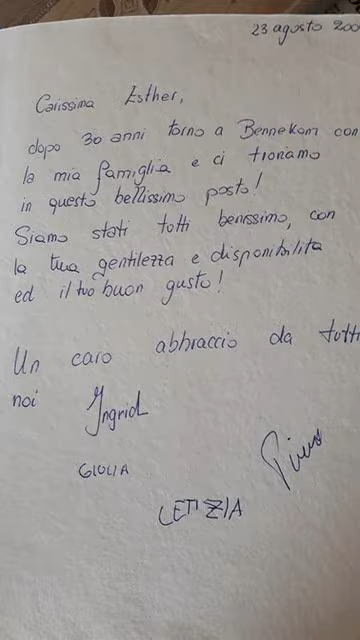 23 agosto 200
Carissima Esther,
dopo 30 anni torno a Bennekom con
la mia famiglia e ci troviamo
in questo bellissimo posto!
Siamo stati tutti benissimo, con
la tua gentilezza e disponibilita
ed il tuo buon gusto!
Un caro abbraccio da tutti
noi Ingrid
GIULIA
LETIZIA